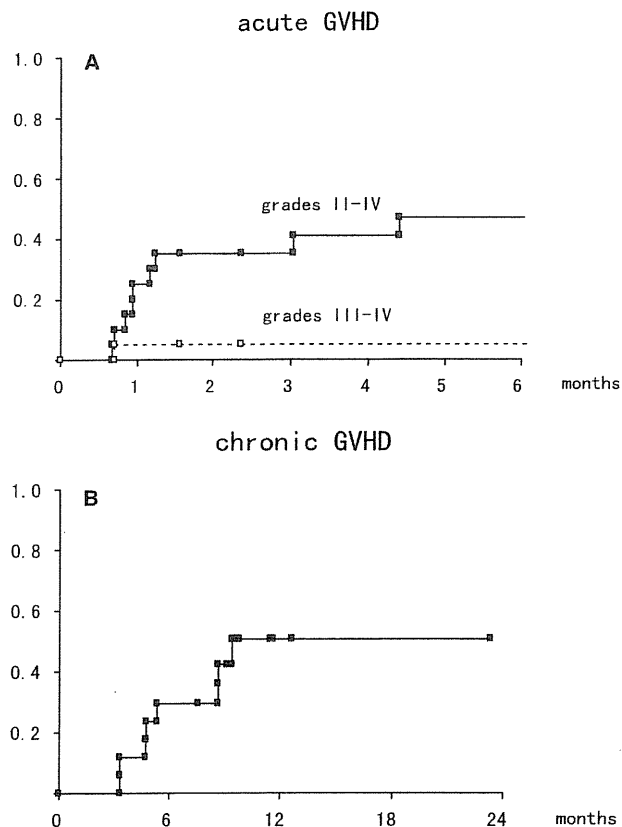 acute GVHD
A
1.0
0.8
0.6
0.4
0.2
grades II-IV
grades III-IV
0 1 2 3 4 5 6 months
chronic GVHD
B
1.0
0.8
0.6
0.4
0.2
0 6 12 18 24 months